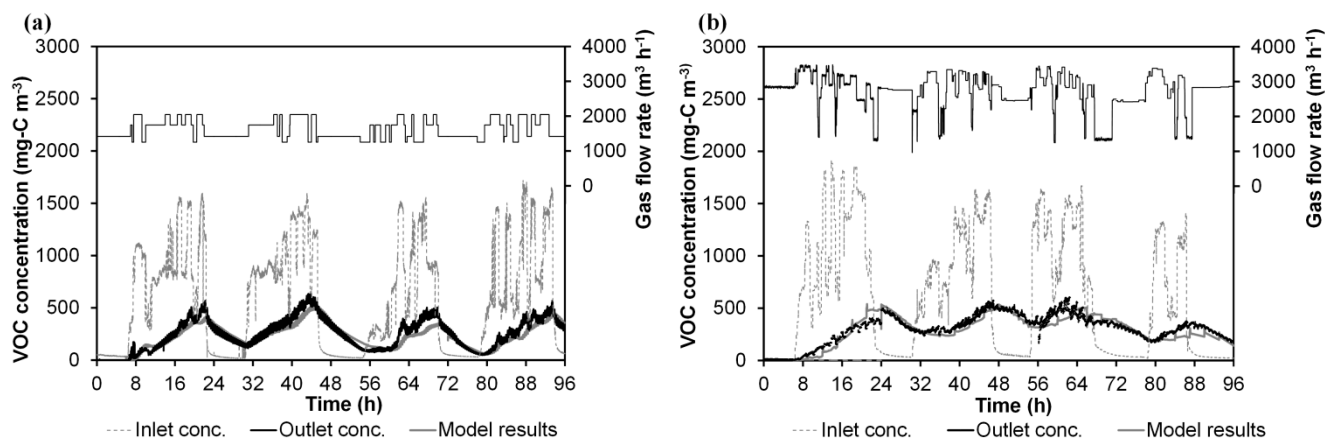 (a)
VOC concentration (mg-C m⁻³)
3000
2500
2000
1500
1000
500
0
4000
3000
2000
1000
0
Gas flow rate (m³ h⁻¹)
0 8 16 24 32 40 48 56 64 72 80 88 96
Time (h)
Inlet conc. Outlet conc. Model results
(b)
VOC concentration (mg-C m⁻³)
3000
2500
2000
1500
1000
500
0
4000
3000
2000
1000
0
Gas flow rate (m³ h⁻¹)
0 8 16 24 32 40 48 56 64 72 80 88 96
Time (h)
Inlet conc. Outlet conc. Model results